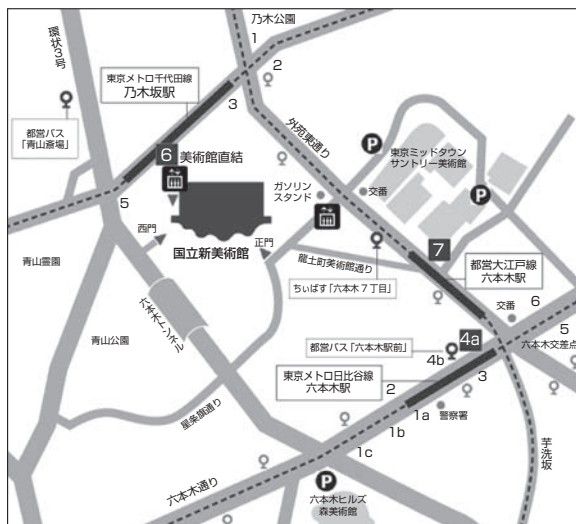 乃木公園
環状3号
1
2
東京メトロ千代田線
乃木坂駅
3
外苑東通り
都営バス
「青山斎場」
6
美術館直結
P
東京ミッドタウン
サントリー美術館
ガソリン
スタンド
交番
P
5
西門
国立新美術館
正門
7
都営大江戸線
六本木駅
龍土町美術館通り
ちぃばす「六本木7丁目」
青山霊園
六本木トンネル
青山公園
交番
6
5
六本木交差点
都営バス「六本木駅前」
4a
4b
東京メトロ日比谷線
六本木駅
2
3
1a
警察署
1b
1c
星条旗通り
芋洗坂
六本木通り
P
六本木ヒルズ
森美術館